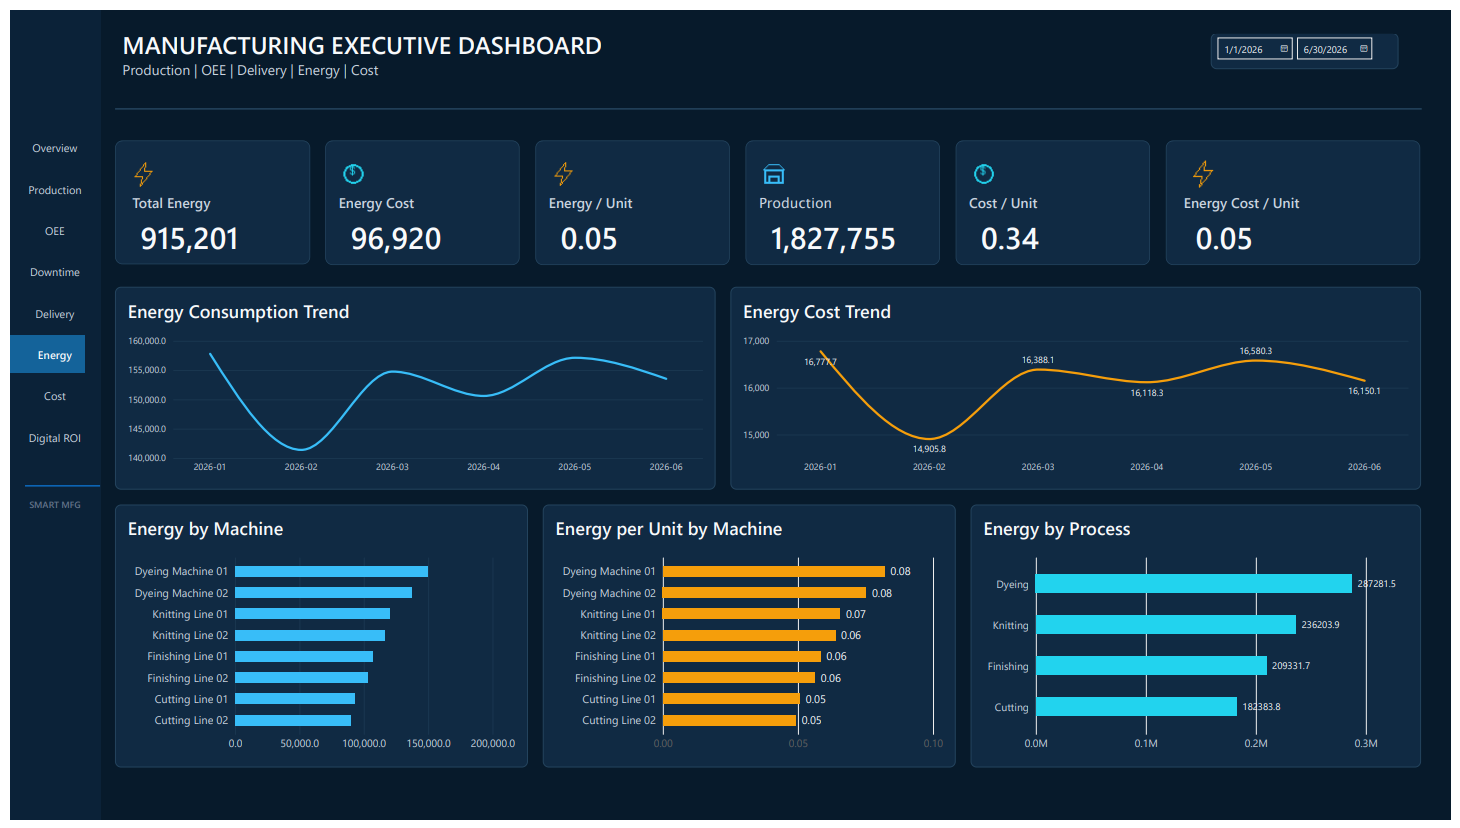 MANUFACTURING EXECUTIVE DASHBOARD
Production | OEE | Delivery | Energy | Cost
1/1/2026
6/30/2026
Overview
Production
OEE
Downtime
Delivery
Energy
Cost
Digital ROI
SMART MFG
Total Energy
915,201
Energy Cost
96,920
Energy / Unit
0.05
Production
1,827,755
Cost / Unit
0.34
Energy Cost / Unit
0.05
Energy Consumption Trend
160,000.0
155,000.0
150,000.0
145,000.0
140,000.0
2026-01 2026-02 2026-03 2026-04 2026-05 2026-06
Energy Cost Trend
17,000
16,000
15,000
16,777.7
14,905.8
16,388.1
16,118.3
16,580.3
16,150.1
2026-01 2026-02 2026-03 2026-04 2026-05 2026-06
Energy by Machine
Dyeing Machine 01
Dyeing Machine 02
Knitting Line 01
Knitting Line 02
Finishing Line 01
Finishing Line 02
Cutting Line 01
Cutting Line 02
0.0 50,000.0 100,000.0 150,000.0 200,000.0
Energy per Unit by Machine
Dyeing Machine 01 0.08
Dyeing Machine 02 0.08
Knitting Line 01 0.07
Knitting Line 02 0.06
Finishing Line 01 0.06
Finishing Line 02 0.06
Cutting Line 01 0.05
Cutting Line 02 0.05
0.00 0.05 0.10
Energy by Process
Dyeing 287281.5
Knitting 236203.9
Finishing 209331.7
Cutting 182383.8
0.0M 0.1M 0.2M 0.3M